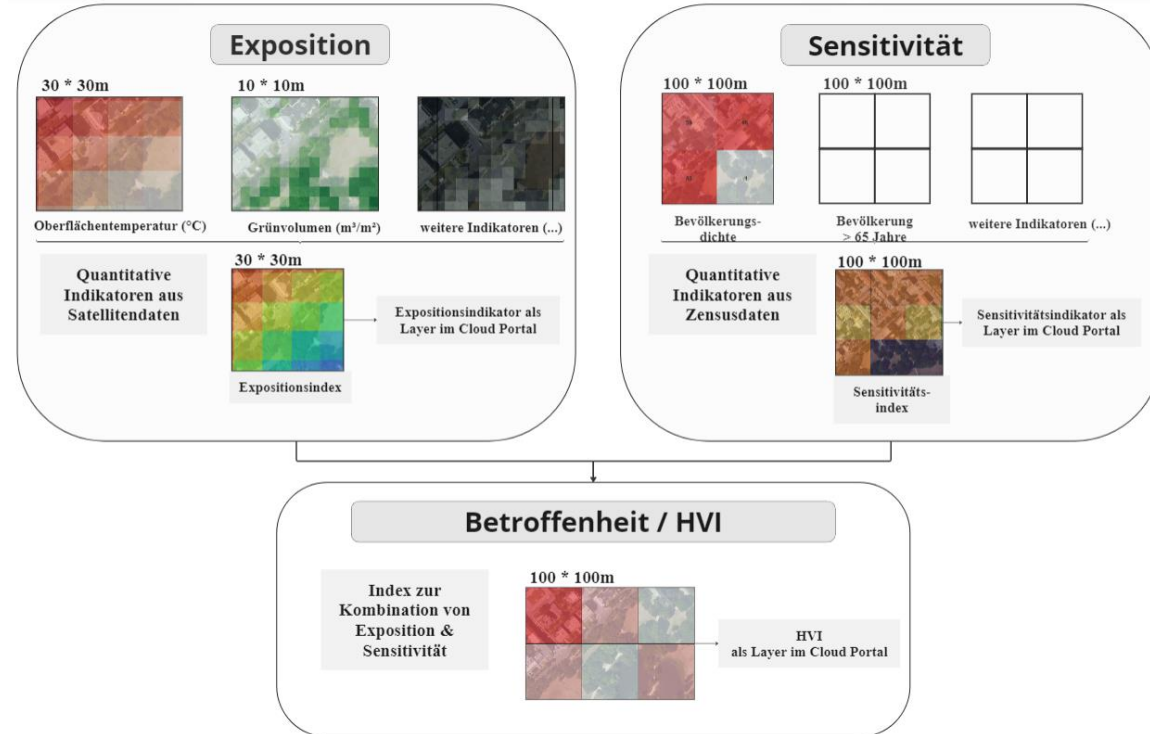 Exposition
30 * 30m
10 * 10m
Oberflächentemperatur (°C)
Grünvolumen (m³/m²)
weitere Indikatoren (...)
Quantitative
Indikatoren aus
Satellitendaten
30 * 30m
Expositionsindex
Expositionsindikator als
Layer im Cloud Portal
Sensitivität
100 * 100m
100 * 100m
Bevölkerungs-
dichte
Bevölkerung
> 65 Jahre
weitere Indikatoren (...)
Quantitative
Indikatoren aus
Zensusdaten
100 * 100m
Sensitivitäts-
index
Sensitivitätsindikator als
Layer im Cloud Portal
Betroffenheit / HVI
Index zur
Kombination von
Exposition &
Sensitivität
100 * 100m
HVI
als Layer im Cloud Portal